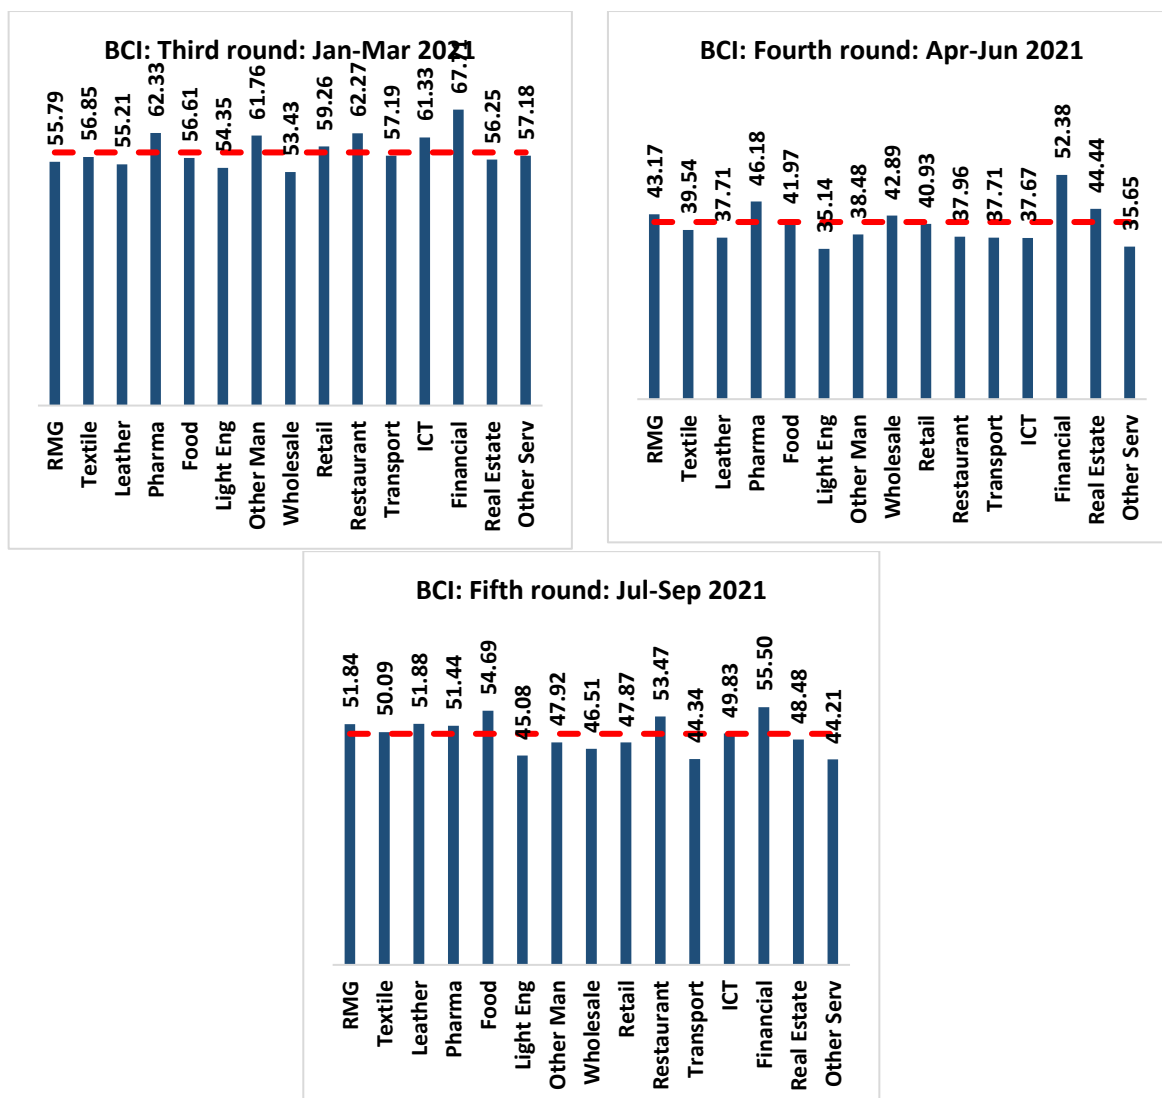 BCI: Third round: Jan-Mar 2021
55.79
56.85
55.21
62.33
56.61
54.35
61.76
53.43
59.26
62.27
57.19
61.33
67.71
56.25
57.18
RMG
Textile
Leather
Pharma
Food
Light Eng
Other Man
Wholesale
Retail
Restaurant
Transport
ICT
Financial
Real Estate
Other Serv
BCI: Fourth round: Apr-Jun 2021
43.17
39.54
37.71
46.18
41.97
35.14
38.48
42.89
40.93
37.96
37.71
37.67
52.38
44.44
35.65
RMG
Textile
Leather
Pharma
Food
Light Eng
Other Man
Wholesale
Retail
Restaurant
Transport
ICT
Financial
Real Estate
Other Serv
BCI: Fifth round: Jul-Sep 2021
51.84
50.09
51.88
51.44
54.69
45.08
47.92
46.51
47.87
53.47
44.34
49.83
55.50
48.48
44.21
RMG
Textile
Leather
Pharma
Food
Light Eng
Other Man
Wholesale
Retail
Restaurant
Transport
ICT
Financial
Real Estate
Other Serv